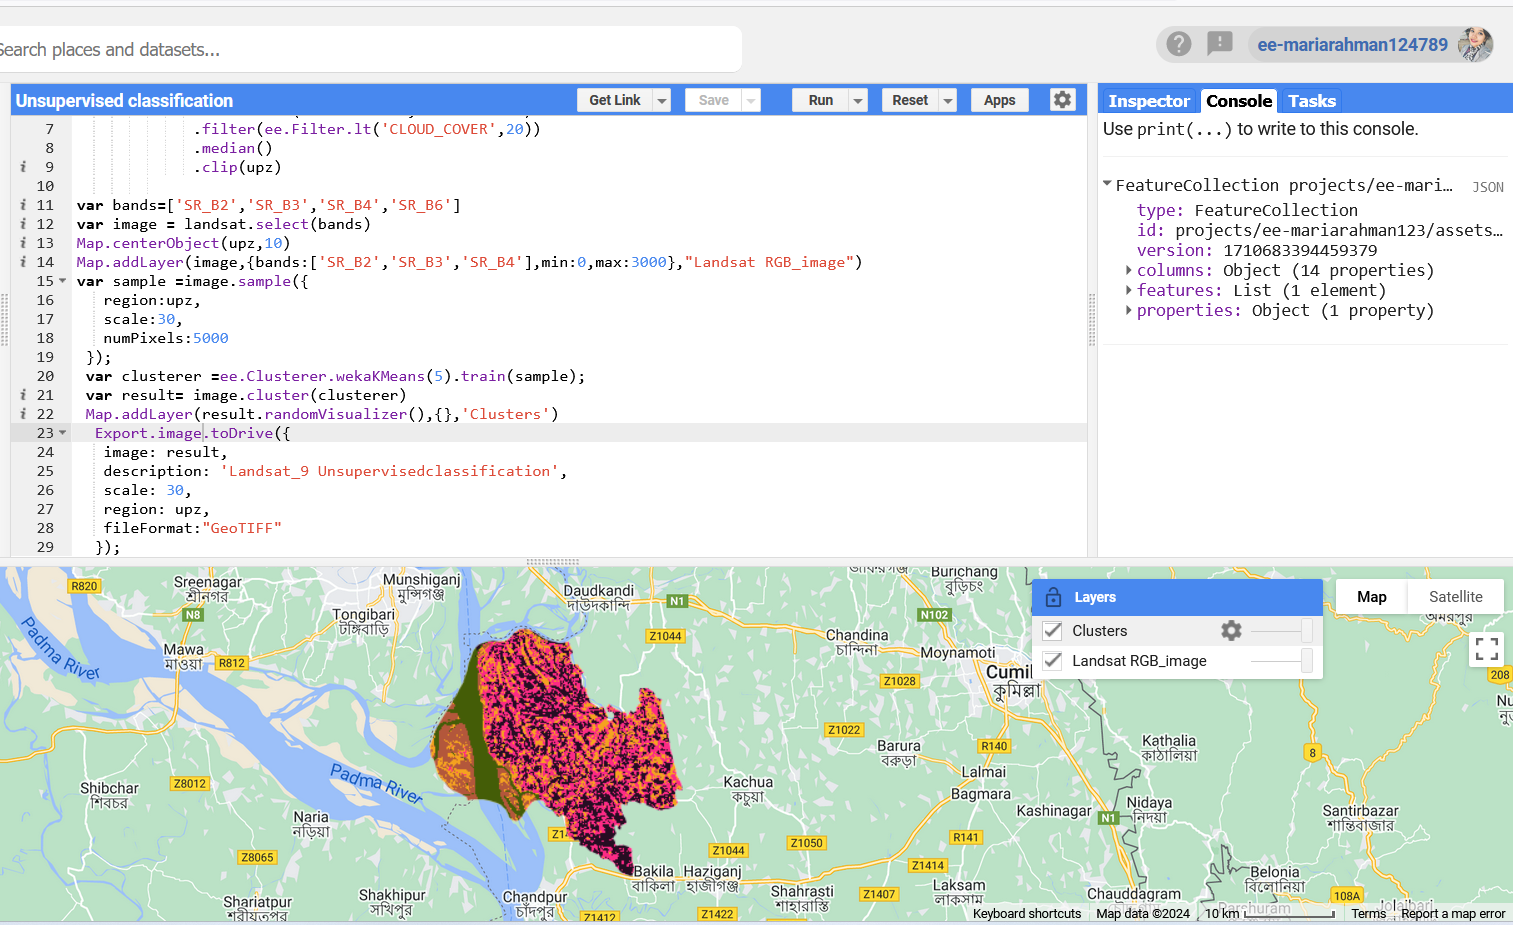 Search places and datasets...
ee-mariarahman124789
Unsupervised classification
Get Link
Save
Run
Reset
Apps
Inspector
Console
Tasks
7 .filter(ee.Filter.lt('CLOUD_COVER',20))
8 .median()
9 .clip(upz)
10
11 var bands=['SR_B2','SR_B3','SR_B4','SR_B6']
12 var image = landsat.select(bands)
13 Map.centerObject(upz,10)
14 Map.addLayer(image,{bands:['SR_B2','SR_B3','SR_B4'],min:0,max:3000},"Landsat RGB_image")
15 var sample =image.sample({
16 region:upz,
17 scale:30,
18 numPixels:5000
19 });
20 var clusterer =ee.Clusterer.wekaKMeans(5).train(sample);
21 var result= image.cluster(clusterer)
22 Map.addLayer(result.randomVisualizer(),{},'Clusters')
23 Export.image.toDrive({
24 image: result,
25 description: 'Landsat_9 Unsupervisedclassification',
26 scale: 30,
27 region: upz,
28 fileFormat:"GeoTIFF"
29 });
Use print(...) to write to this console.
FeatureCollection projects/ee-mari...
JSON
type: FeatureCollection
id: projects/ee-mariarahman123/assets...
version: 1710683394459379
columns: Object (14 properties)
features: List (1 element)
properties: Object (1 property)
Layers
Clusters
Landsat RGB_image
Map
Satellite
R820
Sreenagar
শ্রীনগর
Munshiganj
মুন্সিগঞ্জ
Daudkandi
দাউদকান্দি
Burichang
বুড়িচং
N8
Tongibari
টঙ্গিবাড়ি
N1
N102
Padma River
Mawa
মাওয়া
R812
Z1044
Chandina
চান্দিনা
Moynamoti
Cumil
কুমিল্লা
208
Z1028
Z1022
R140
Kathalia
কাঠালিয়া
8
Barura
বরুড়া
Lalmai
Shibchar
শিবচর
Z8012
Padma River
Kachua
কচুয়া
Bagmara
Kashinagar
N1
Nidaya
নিদয়া
Santirbazar
শান্তিবাজার
Naria
নড়িয়া
Z14
R141
Z1050
Z8065
Z1044
Z1414
Bakila
বাকিলা
Haziganj
হাজীগঞ্জ
Belonia
বিলোনিয়া
Shariatpur
শরীয়তপুর
Shakhipur
সখিপুর
Chandpur
চাঁদপুর
Shahrasti
শাহরাস্তি
Z1407
Laksam
লাকসাম
Chauddagram
108A
Z1412
Z1422
Parshuram
Jolaibari
Keyboard shortcuts
Map data ©2024
10 km
Terms
Report a map error